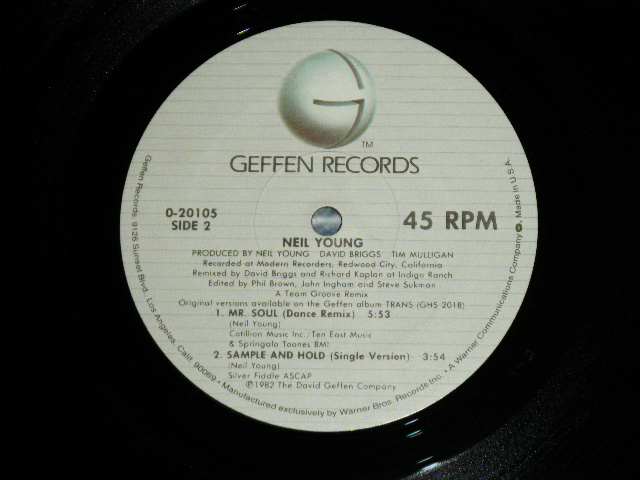 TM
GEFFEN RECORDS
0-20105
SIDE 2
45 RPM
NEIL YOUNG
PRODUCED BY NEIL YOUNG DAVID BRIGGS TIM MULLIGAN
Recorded at Modern Recorders, Redwood City, California
Remixed by David Briggs and Richard Kaplan at Indigo Ranch
Edited by Phil Brown, John Ingham and Steve Sukman
A Team Groove Remix
Original versions available on the Geffen album TRANS (GHS 2018)
1. MR. SOUL (Dance Remix) 5:53
(Neil Young)
Cotillion Music Inc./Ten East Music
& Springalo Toones BMI
2. SAMPLE AND HOLD (Single Version) 3:54
(Neil Young)
Silver Fiddle ASCAP
Ⓟ1982 The David Geffen Company
Geffen Records, 9126 Sunset Blvd., Los Angeles, Calif. 90069 • Manufactured exclusively by Warner Bros. Records Inc. • A Warner Communications Company, Made in U.S.A.